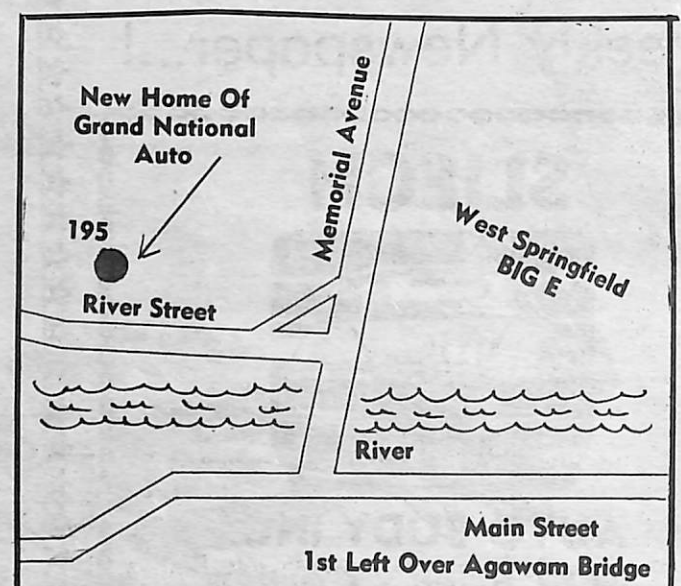 New Home Of
Grand National
Auto
195
River Street
Memorial Avenue
West Springfield
BIG E
River
Main Street
1st Left Over Agawam Bridge